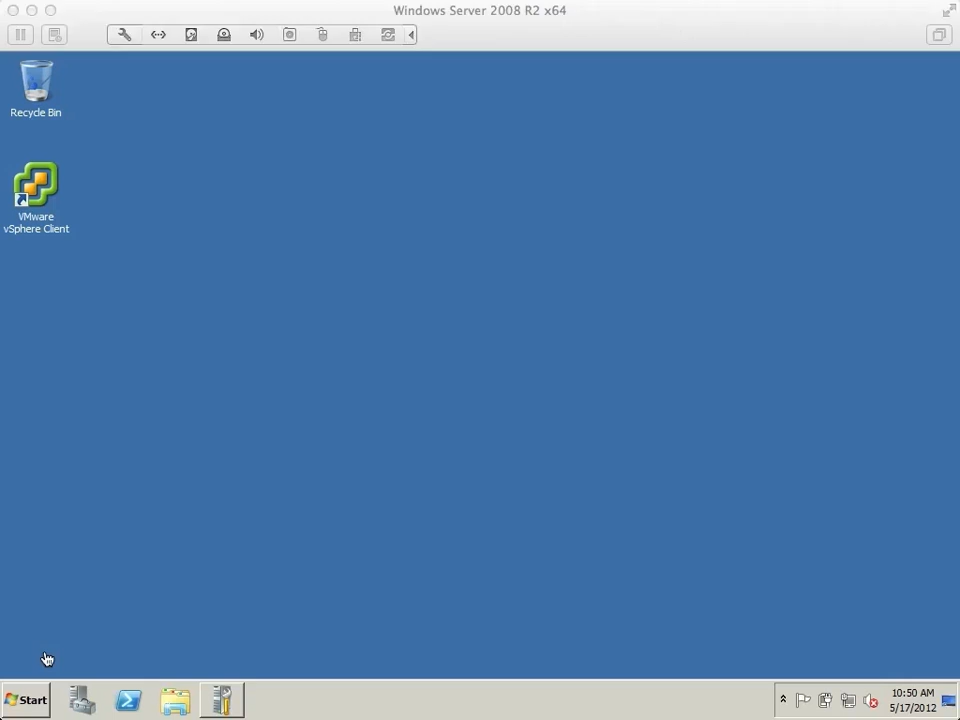 Windows Server 2008 R2 x64
Recycle Bin
VMware
vSphere Client
Start
10:50 AM
5/17/2012